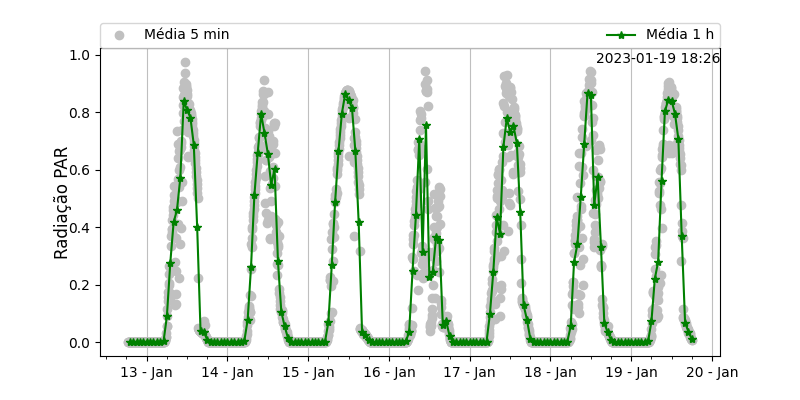 Média 5 min
Média 1 h
2023-01-19 18:26
Radiação PAR
1.0
0.8
0.6
0.4
0.2
0.0
13 - Jan
14 - Jan
15 - Jan
16 - Jan
17 - Jan
18 - Jan
19 - Jan
20 - Jan